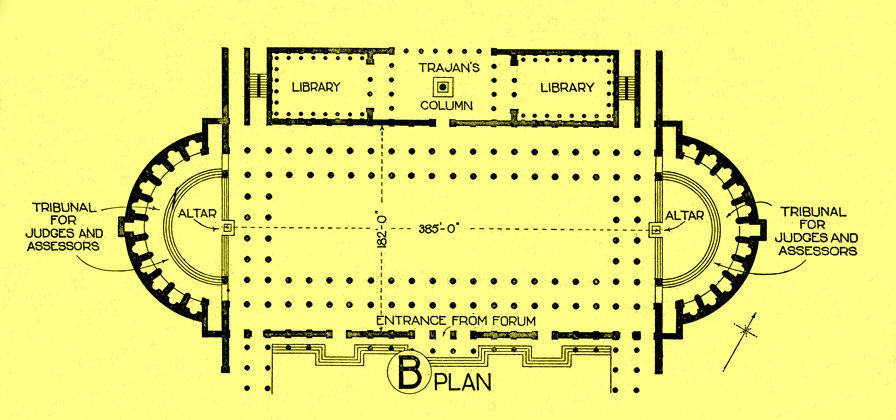 TRAJAN'S
LIBRARY
LIBRARY
COLUMN
TRIBUNAL
FOR
JUDGES AND
ASSESSORS
ALTAR
182'-0"
385'-0"
ALTAR
TRIBUNAL
FOR
JUDGES AND
ASSESSORS
ENTRANCE FROM FORUM
B PLAN